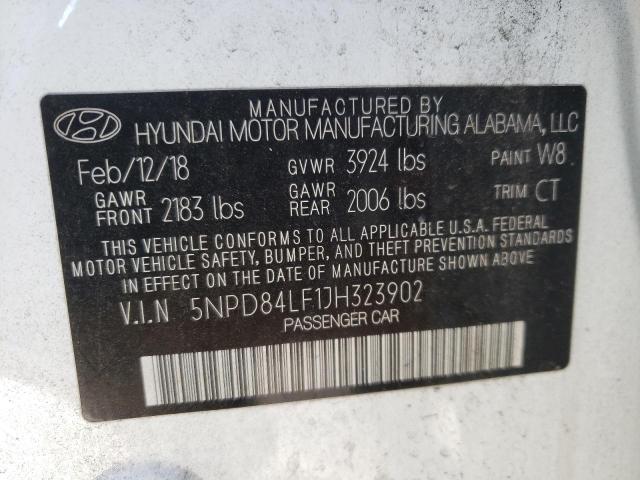 MANUFACTURED BY
HYUNDAI MOTOR MANUFACTURING ALABAMA, LLC
Feb/12/18 GVWR 3924 lbs PAINT W8
GAWR FRONT 2183 lbs GAWR REAR 2006 lbs TRIM CT
THIS VEHICLE CONFORMS TO ALL APPLICABLE U.S.A. FEDERAL
MOTOR VEHICLE SAFETY, BUMPER, AND THEFT PREVENTION STANDARDS
IN EFFECT ON THE DATE OF MANUFACTURE SHOWN ABOVE.
V.I.N 5NPD84LF1JH323902
PASSENGER CAR